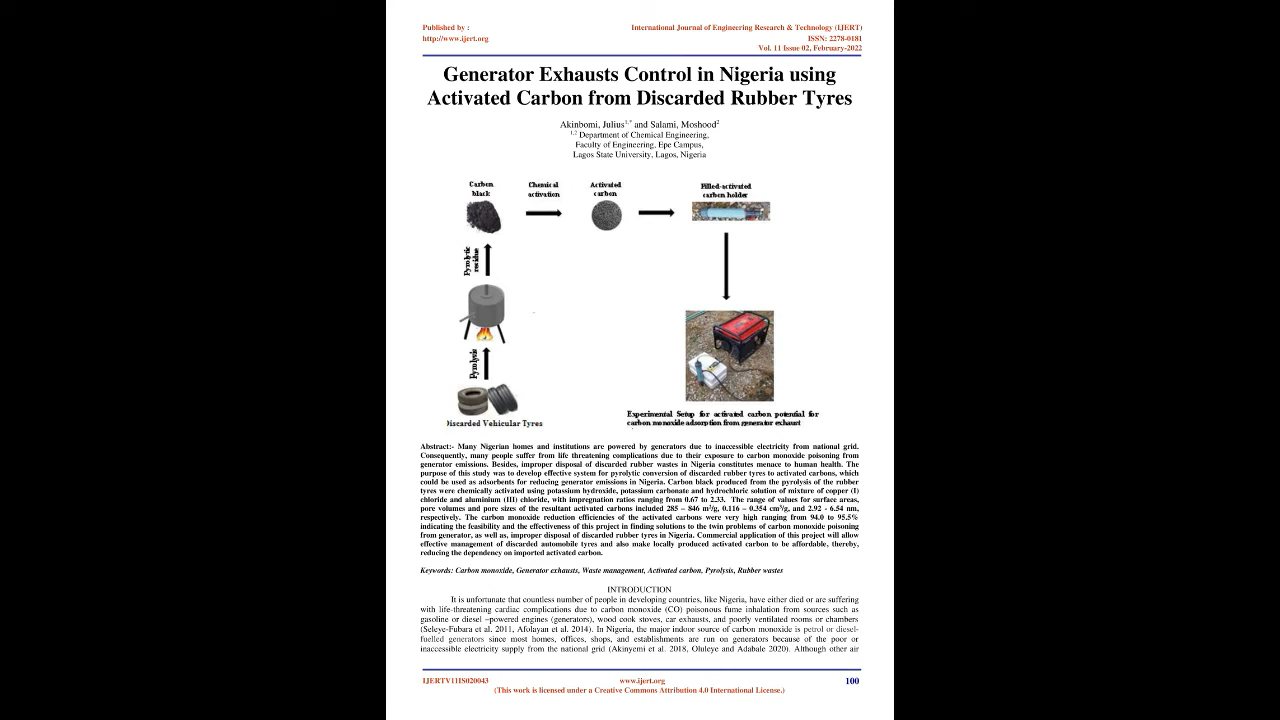 Published by :
http://www.ijert.org
International Journal of Engineering Research & Technology (IJERT)
ISSN: 2278-0181
Vol. 11 Issue 02, February-2022
Generator Exhausts Control in Nigeria using
Activated Carbon from Discarded Rubber Tyres
Akinbomi, Julius1,* and Salami, Moshood2
1,2 Department of Chemical Engineering,
Faculty of Engineering, Epe Campus,
Lagos State University, Lagos, Nigeria
Carbon
black
Chemical
activation
Activated
carbon
Filled-activated
carbon holder
Pyrolytic
residue
Pyrolysis
Discarded Vehicular Tyres
Experimental Setup for activated carbon potential for
carbon monoxide adsorption from generator exhaust
Abstract:- Many Nigerian homes and institutions are powered by generators due to inaccessible electricity from national grid.
Consequently, many people suffer from life threatening complications due to their exposure to carbon monoxide poisoning from
generator emissions. Besides, improper disposal of discarded rubber wastes in Nigeria constitutes menace to human health. The
purpose of this study was to develop effective system for pyrolytic conversion of discarded rubber tyres to activated carbons, which
could be used as adsorbents for reducing generator emissions in Nigeria. Carbon black produced from the pyrolysis of the rubber
tyres were chemically activated using potassium hydroxide, potassium carbonate and hydrochloric solution of mixture of copper (I)
chloride and aluminium (III) chloride, with impregnation ratios ranging from 0.67 to 2.33. The range of values for surface areas,
pore volumes and pore sizes of the resultant activated carbons included 285 – 846 m²/g, 0.116 – 0.354 cm³/g, and 2.92 - 6.54 nm,
respectively. The carbon monoxide reduction efficiencies of the activated carbons were very high ranging from 94.0 to 95.5%
indicating the feasibility and the effectiveness of this project in finding solutions to the twin problems of carbon monoxide poisoning
from generator, as well as, improper disposal of discarded rubber tyres in Nigeria. Commercial application of this project will allow
effective management of discarded automobile tyres and also make locally produced activated carbon to be affordable, thereby,
reducing the dependency on imported activated carbon.
Keywords: Carbon monoxide, Generator exhausts, Waste management, Activated carbon, Pyrolysis, Rubber wastes
INTRODUCTION
It is unfortunate that countless number of people in developing countries, like Nigeria, have either died or are suffering
with life-threatening cardiac complications due to carbon monoxide (CO) poisonous fume inhalation from sources such as
gasoline or diesel –powered engines (generators), wood cook stoves, car exhausts, and poorly ventilated rooms or chambers
(Seleye-Fubara et al. 2011, Afolayan et al. 2014). In Nigeria, the major indoor source of carbon monoxide is petrol or diesel-
fuelled generators since most homes, offices, shops, and establishments are run on generators because of the poor or
inaccessible electricity supply from the national grid (Akinyemi et al. 2018, Oluleye and Adabale 2020). Although other air
IJERTV11IS020043
www.ijert.org
100
(This work is licensed under a Creative Commons Attribution 4.0 International License.)